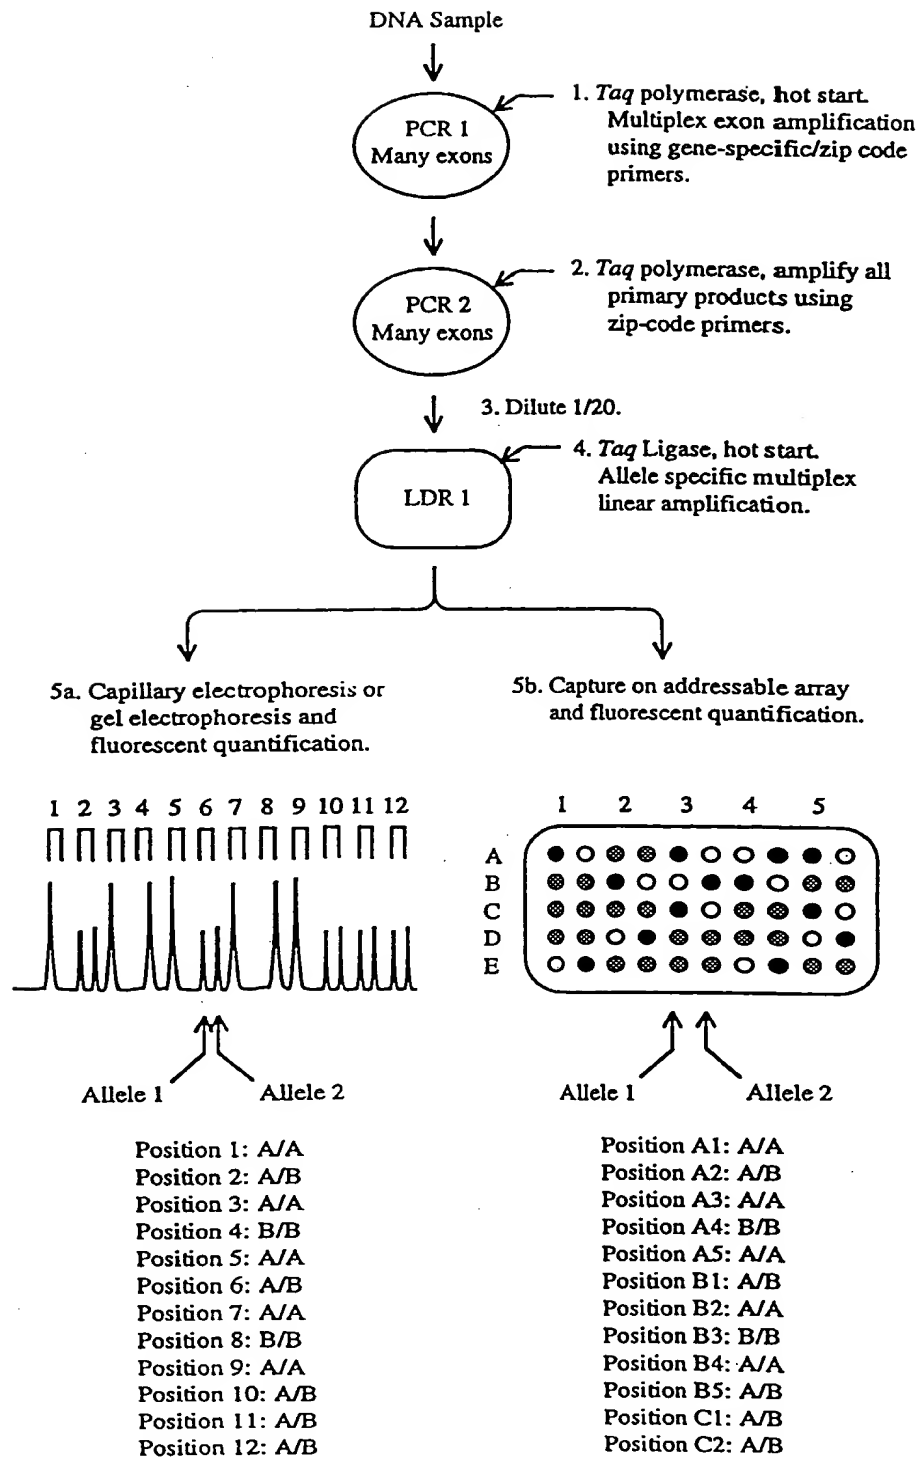 DNA Sample
PCR 1
Many exons
1. Taq polymerase, hot start.
Multiplex exon amplification
using gene-specific/zip code
primers.
PCR 2
Many exons
2. Taq polymerase, amplify all
primary products using
zip-code primers.
3. Dilute 1/20.
LDR 1
4. Taq Ligase, hot start.
Allele specific multiplex
linear amplification.
5a. Capillary electrophoresis or
gel electrophoresis and
fluorescent quantification.
5b. Capture on addressable array
and fluorescent quantification.
1 2 3 4 5 6 7 8 9 10 11 12
1 2 3 4 5
A
B
C
D
E
Allele 1 Allele 2
Allele 1 Allele 2
Position 1: A/A
Position 2: A/B
Position 3: A/A
Position 4: B/B
Position 5: A/A
Position 6: A/B
Position 7: A/A
Position 8: B/B
Position 9: A/A
Position 10: A/B
Position 11: A/B
Position 12: A/B
Position A1: A/A
Position A2: A/B
Position A3: A/A
Position A4: B/B
Position A5: A/A
Position B1: A/B
Position B2: A/A
Position B3: B/B
Position B4: A/A
Position B5: A/B
Position C1: A/B
Position C2: A/B